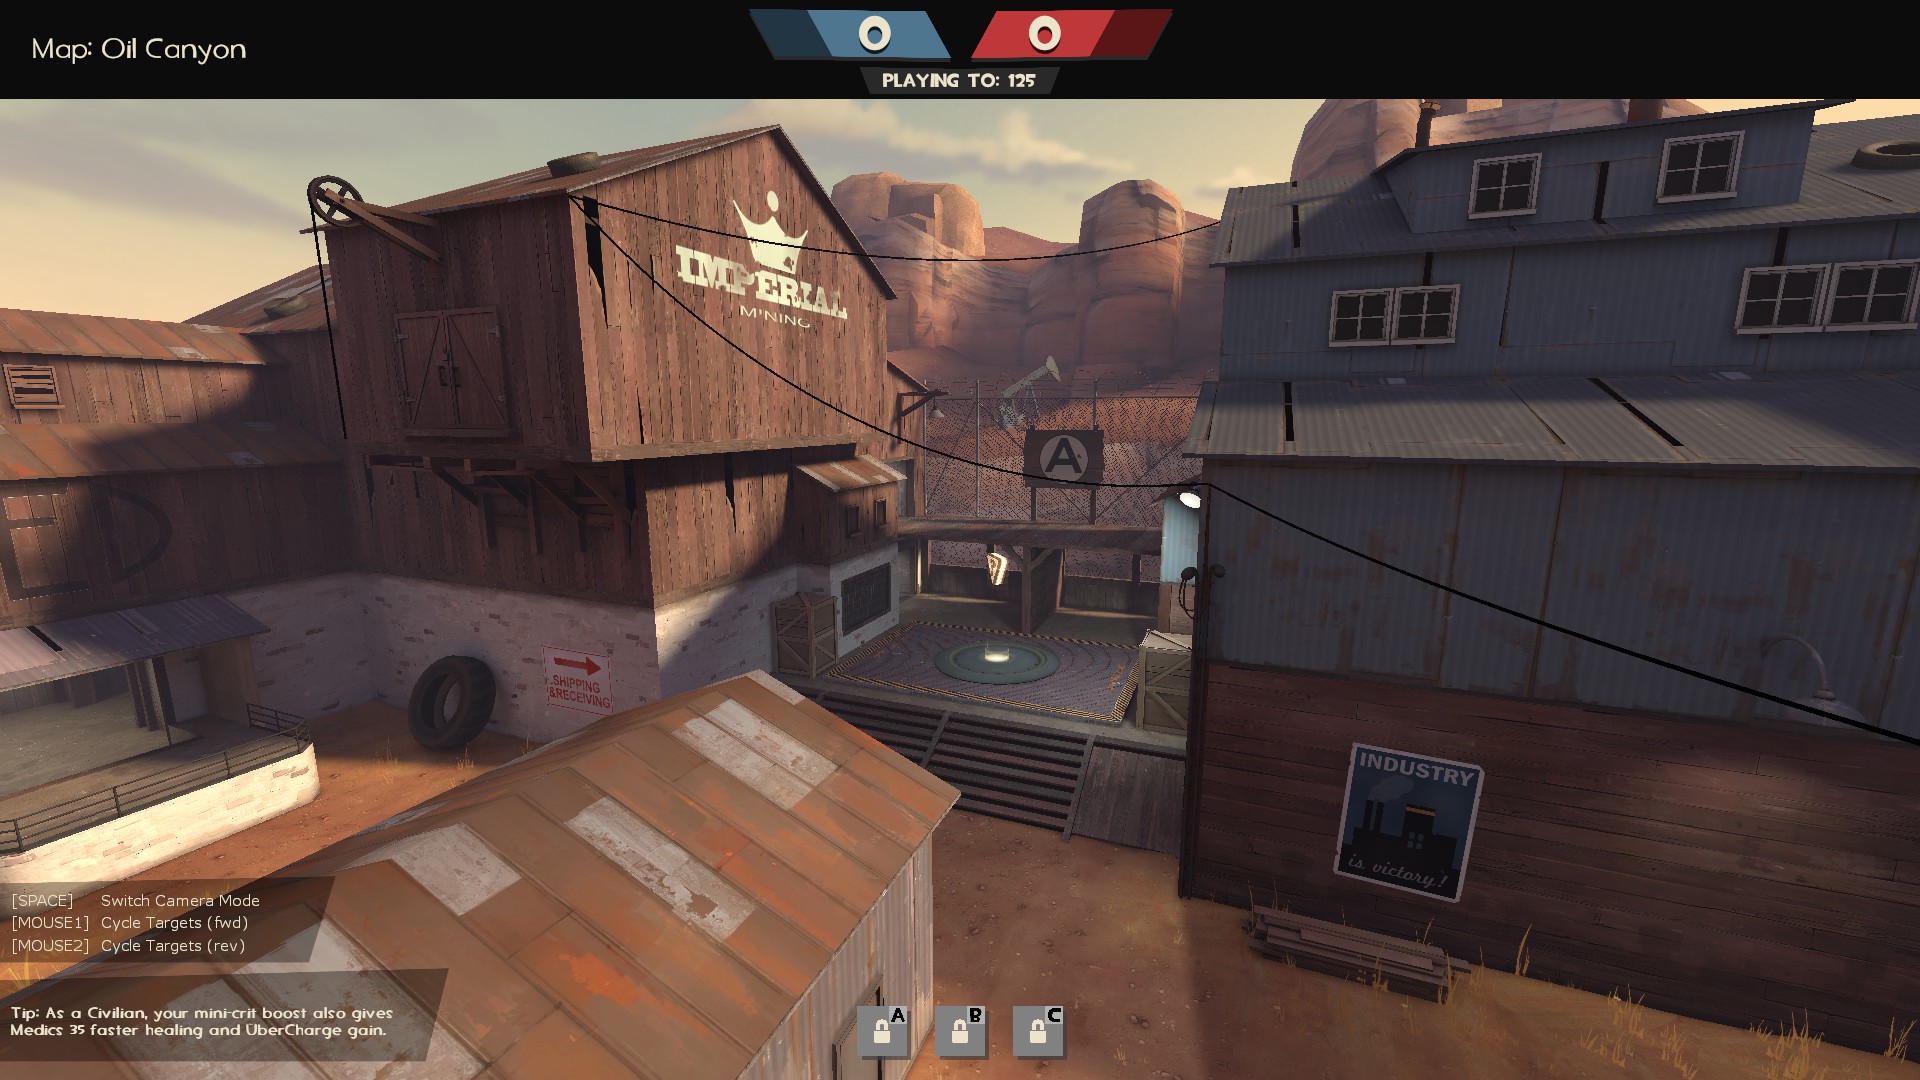 Map: Oil Canyon
0
0
PLAYING TO: 125
IMPERIAL
MINING
A
ED
SHIPPING
&RECEIVING
INDUSTRY
is victory!
[SPACE] Switch Camera Mode
[MOUSE1] Cycle Targets (fwd)
[MOUSE2] Cycle Targets (rev)
Tip: As a Civilian, your mini-crit boost also gives
Medics 35 faster healing and UberCharge gain.
A
B
C